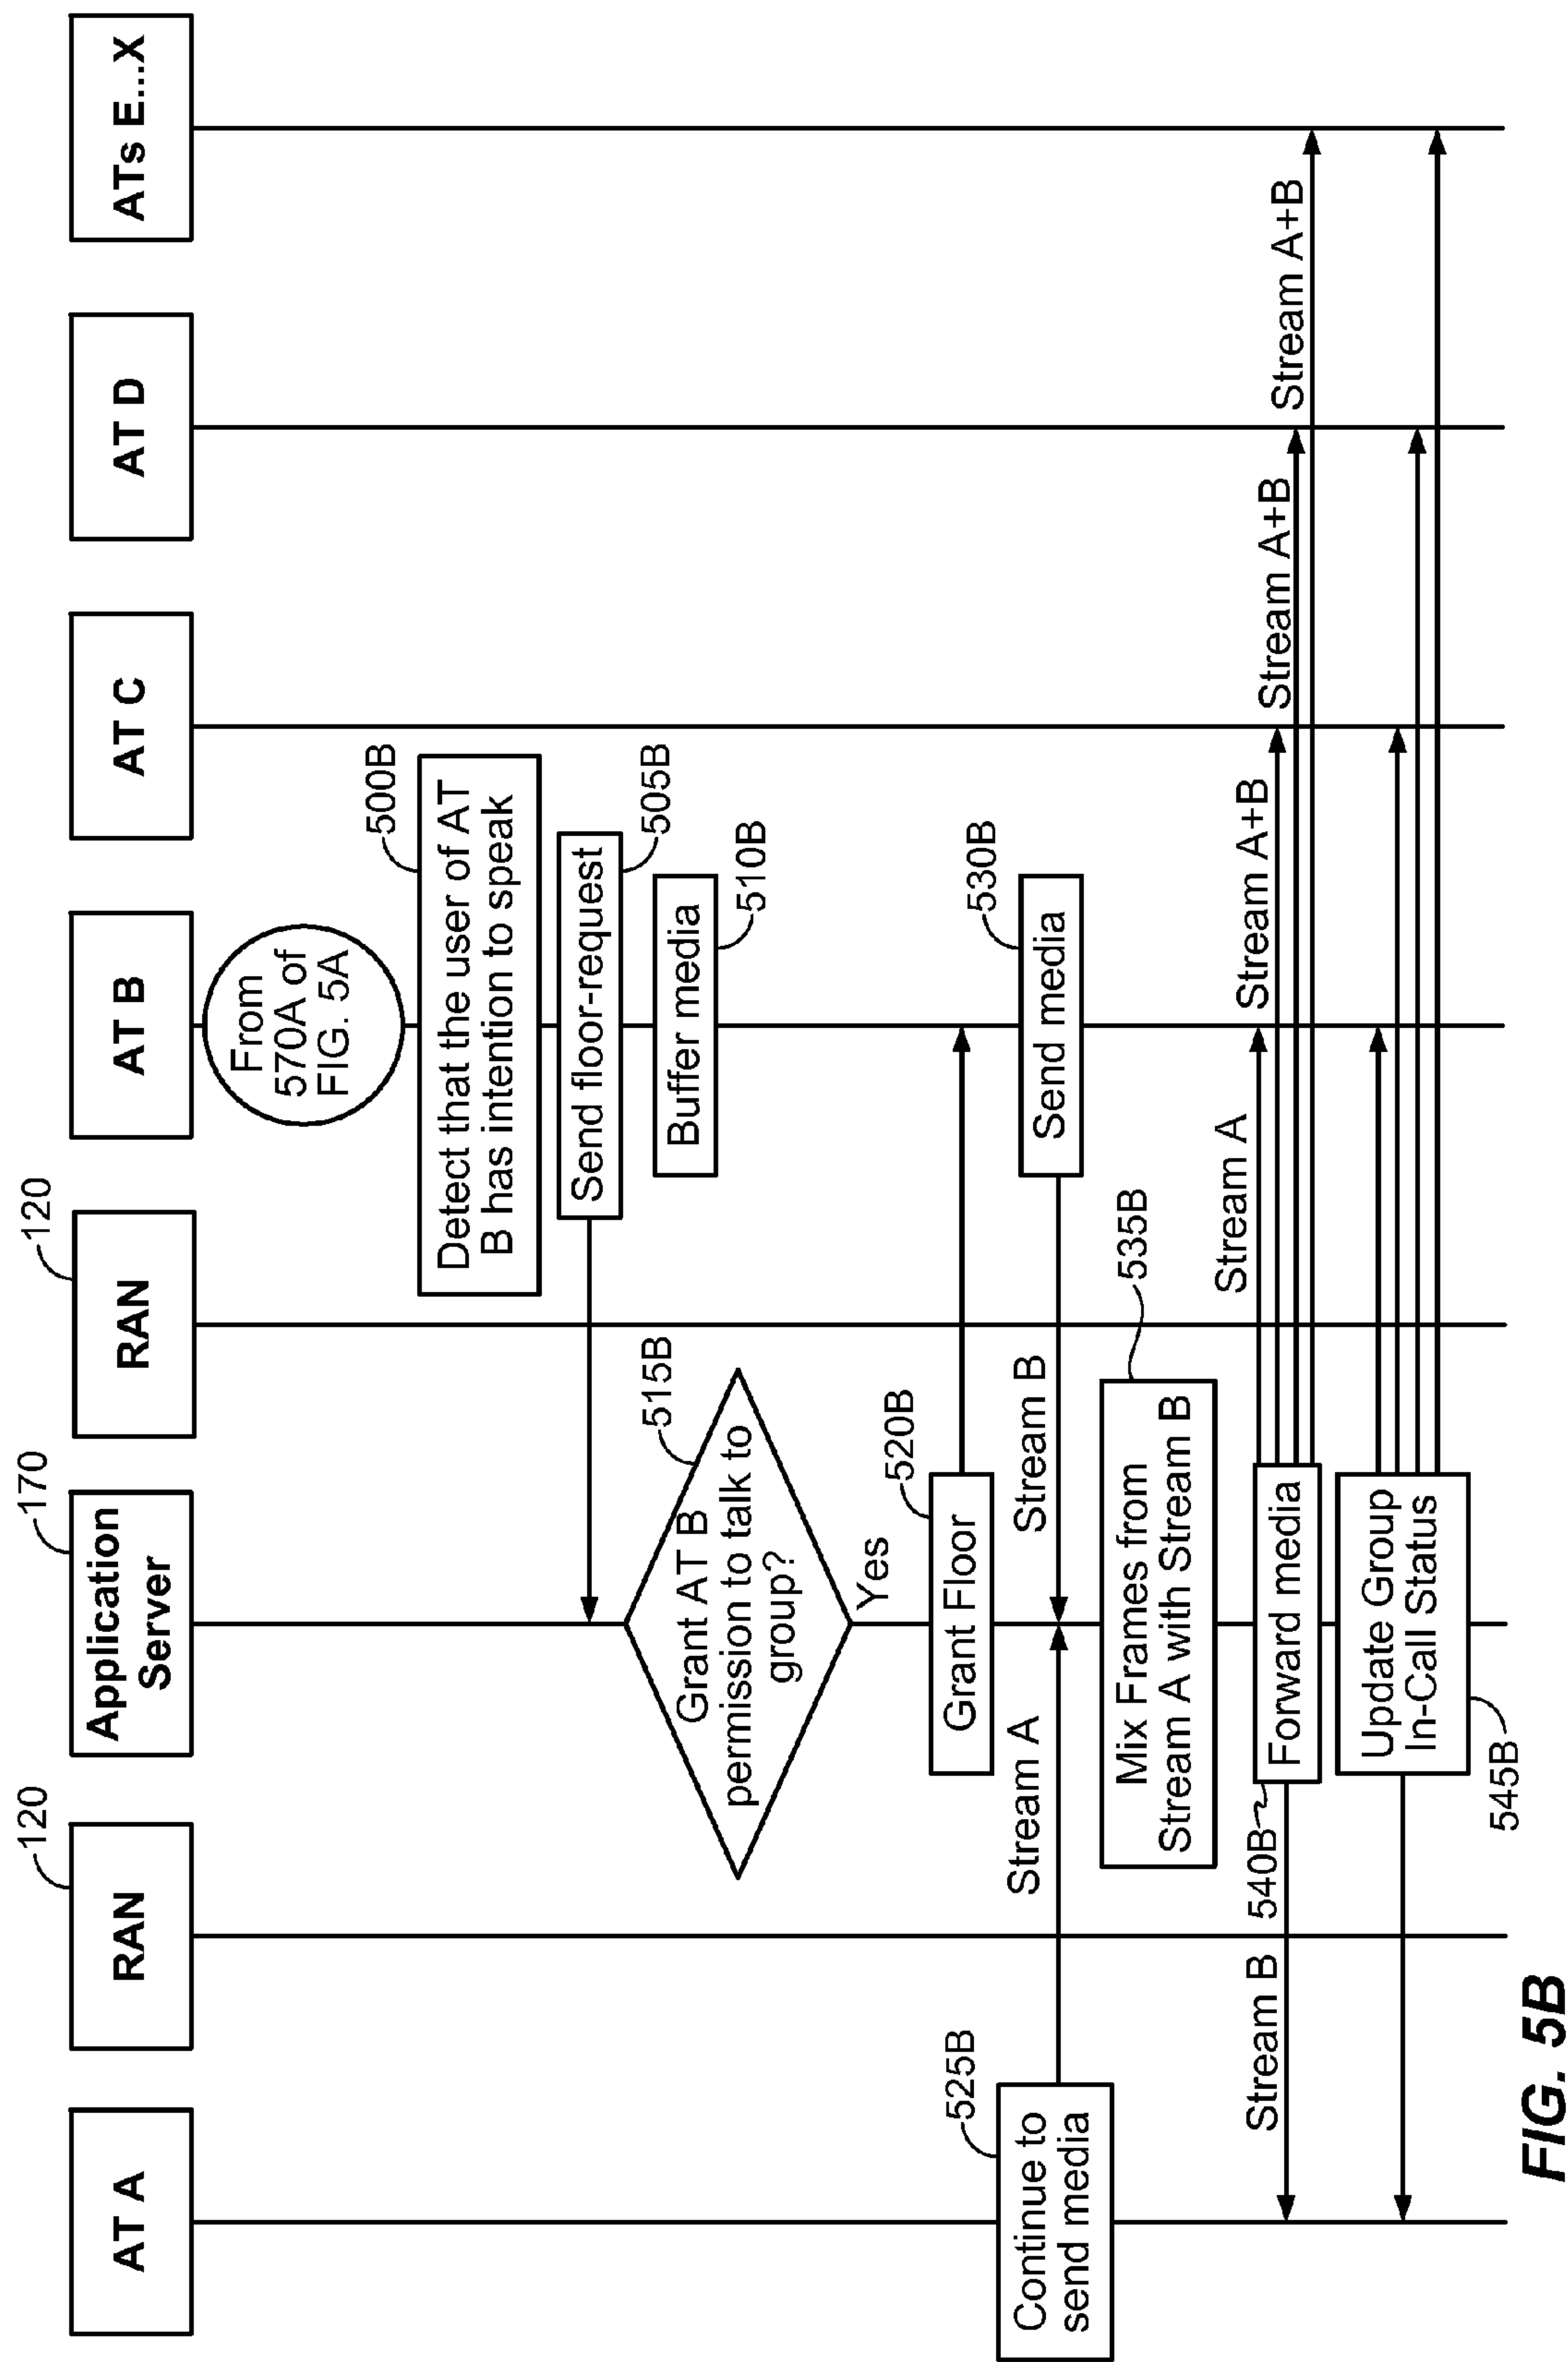 AT A
RAN
120
Application
Server
170
RAN
120
AT B
AT C
AT D
ATs E...X
From
570A of
FIG. 5A
Detect that the user of AT
B has intention to speak
500B
Send floor-request
505B
Buffer media
510B
Grant AT B
permission to talk to
group?
515B
Yes
Grant Floor
520B
Continue to
send media
525B
Stream A
Stream B
Send media
530B
Mix Frames from
Stream A with Stream B
535B
Stream B
540B
Forward media
Stream A
Stream A+B
Stream A+B
Stream A+B
Update Group
In-Call Status
545B
FIG. 5B